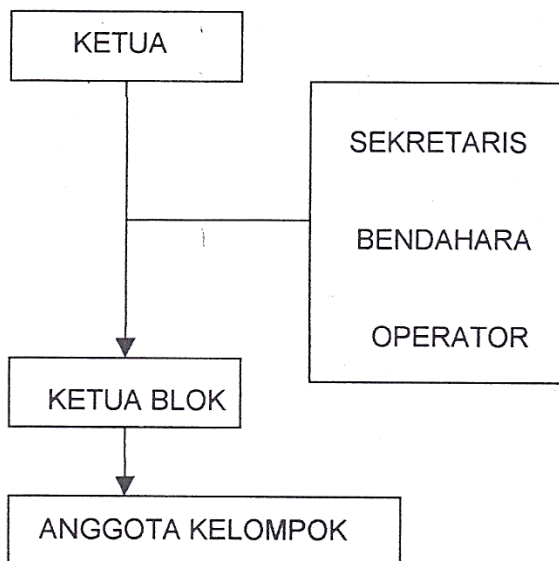 KETUA
SEKRETARIS
BENDAHARA
OPERATOR
KETUA BLOK
ANGGOTA KELOMPOK